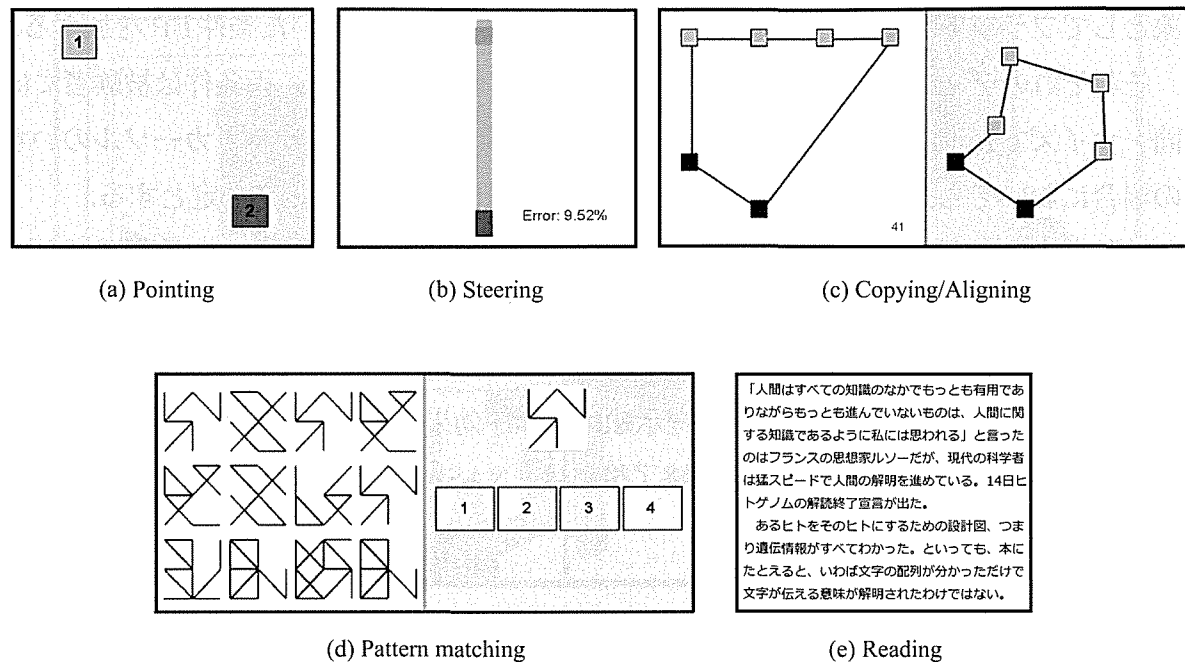 1
2
(a) Pointing
Error: 9.52%
(b) Steering
41
(c) Copying/Aligning
1 2 3 4
(d) Pattern matching
「人間はすべての知識のなかでもっとも有用であ
りながらもっとも進んでいないものは、人間に関
する知識であるように私には思われる」と言った
のはフランスの思想家ルソーだが、現代の科学者
は猛スピードで人間の解明を進めている。14日ヒ
トゲノムの解読終了宣言が出た。
あるヒトをそのヒトにするための設計図、つま
り遺伝情報がすべてわかった。といっても、本に
たとえると、いわば文字の配列が分かっただけで
文字が伝える意味が解明されたわけではない。
(e) Reading